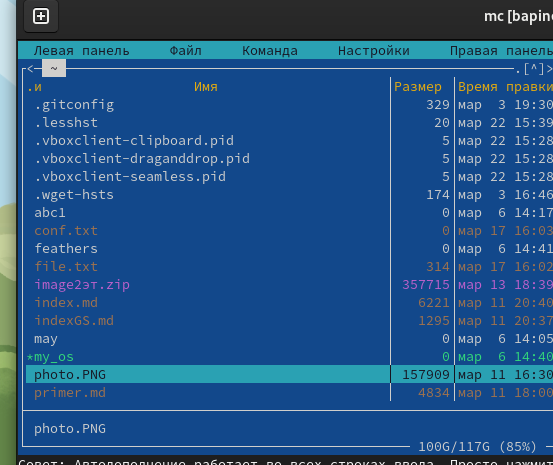 mc [bapin
Левая панель Файл Команда Настройки Правая панель
<- ~ .[^]>
.и Имя Размер Время правки
.gitconfig 329 мар 3 19:30
.lesshst 20 мар 22 15:39
.vboxclient-clipboard.pid 5 мар 22 15:28
.vboxclient-draganddrop.pid 5 мар 22 15:28
.vboxclient-seamless.pid 5 мар 22 15:28
.wget-hsts 174 мар 3 16:46
abc1 0 мар 6 14:17
conf.txt 0 мар 17 16:03
feathers 0 мар 6 14:41
file.txt 314 мар 17 16:02
image2эт.zip 357715 мар 13 18:39
index.md 6221 мар 11 20:40
indexGS.md 1295 мар 11 20:37
may 0 мар 6 14:05
*my_os 0 мар 6 14:40
photo.PNG 157909 мар 11 16:30
primer.md 4834 мар 11 18:00
photo.PNG
100G/117G (85%)
Совет: Автодополнение работает во всех строках ввода. Просто нажмит